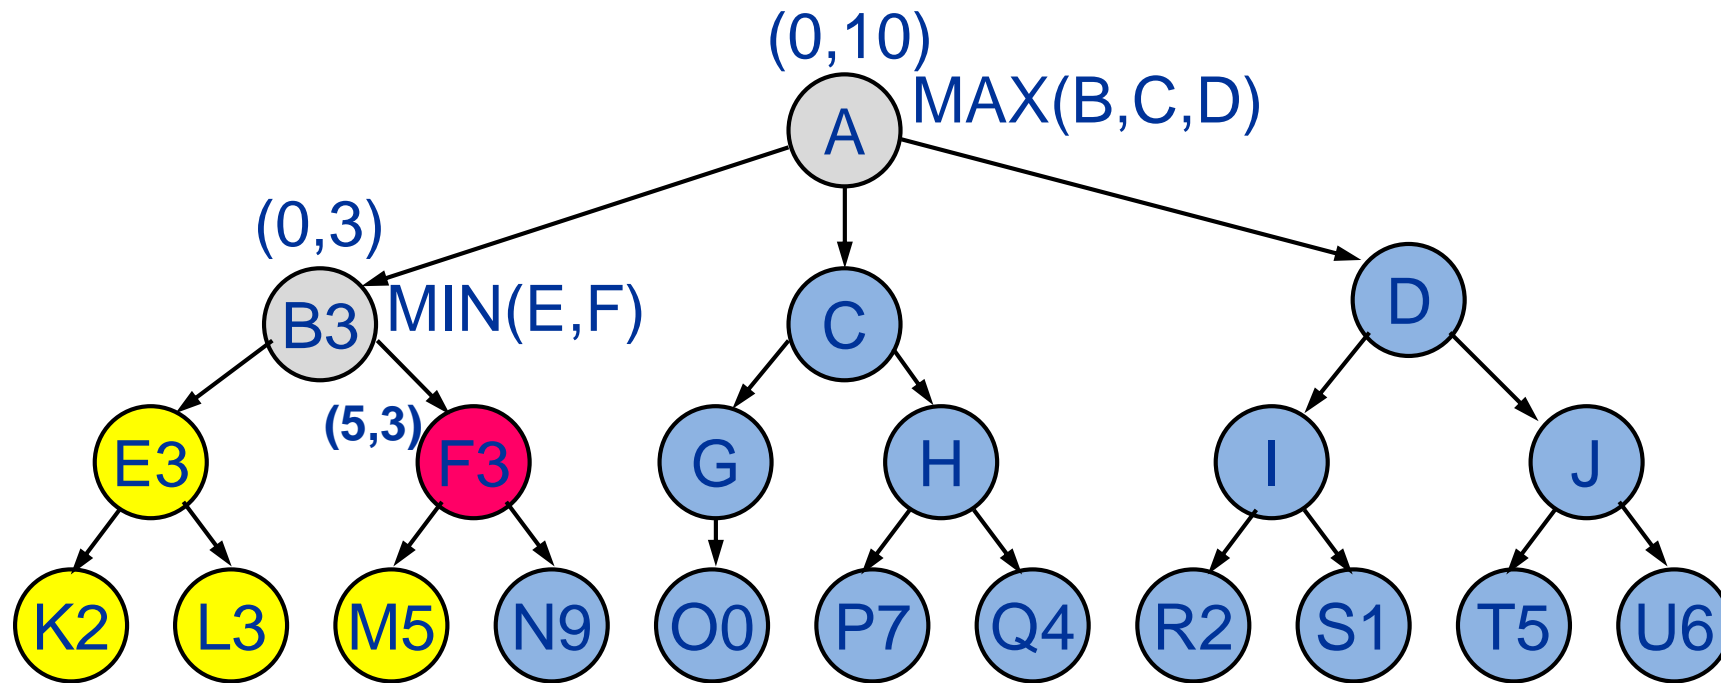 (0,10)
A MAX(B,C,D)
(0,3)
B3 MIN(E,F)
C
D
(5,3)
E3 F3 G H I J
K2 L3 M5 N9 O0 P7 Q4 R2 S1 T5 U6